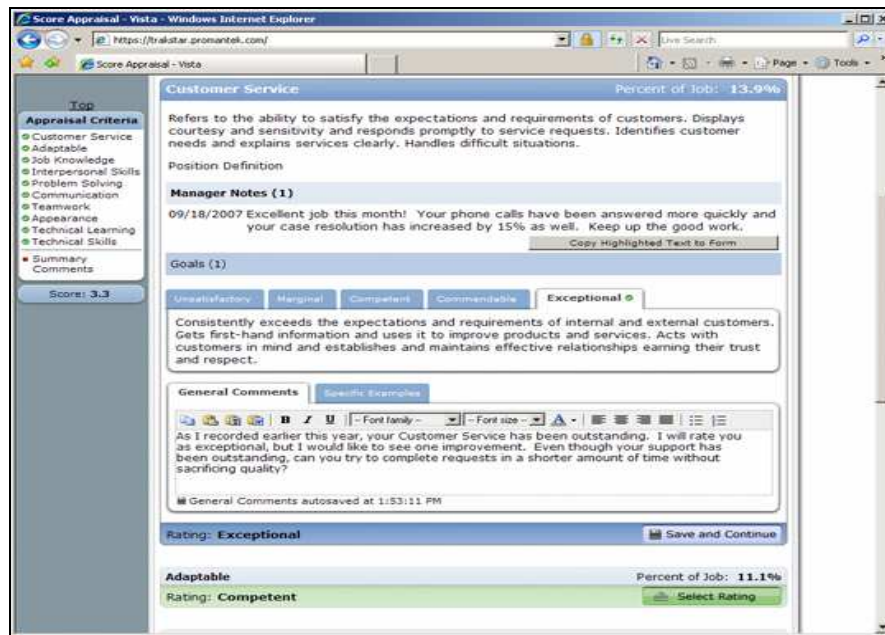 Score Appraisal - Vista - Windows Internet Explorer
https://trakstar.promantek.com/
Live Search
Score Appraisal - Vista
Page
Tools
Top
Appraisal Criteria
Customer Service
Adaptable
Job Knowledge
Interpersonal Skills
Problem Solving
Communication
Teamwork
Appearance
Technical Learning
Technical Skills
Summary
Comments
Score: 3.3
Customer Service Percent of Job: 13.9%
Refers to the ability to satisfy the expectations and requirements of customers. Displays
courtesy and sensitivity and responds promptly to service requests. Identifies customer
needs and explains services clearly. Handles difficult situations.
Position Definition
Manager Notes (1)
09/18/2007 Excellent job this month! Your phone calls have been answered more quickly and
your case resolution has increased by 15% as well. Keep up the good work.
Copy Highlighted Text to Form
Goals (1)
Unsatisfactory Marginal Competent Commendable Exceptional
Consistently exceeds the expectations and requirements of internal and external customers.
Gets first-hand information and uses it to improve products and services. Acts with
customers in mind and establishes and maintains effective relationships earning their trust
and respect.
General Comments Specific Examples
B I U -- Font family -- -- Font size -- A
As I recorded earlier this year, your Customer Service has been outstanding. I will rate you
as exceptional, but I would like to see one improvement. Even though your support has
been outstanding, can you try to complete requests in a shorter amount of time without
sacrificing quality?
General Comments autosaved at 1:53:11 PM
Rating: Exceptional Save and Continue
Adaptable Percent of Job: 11.1%
Rating: Competent Select Rating